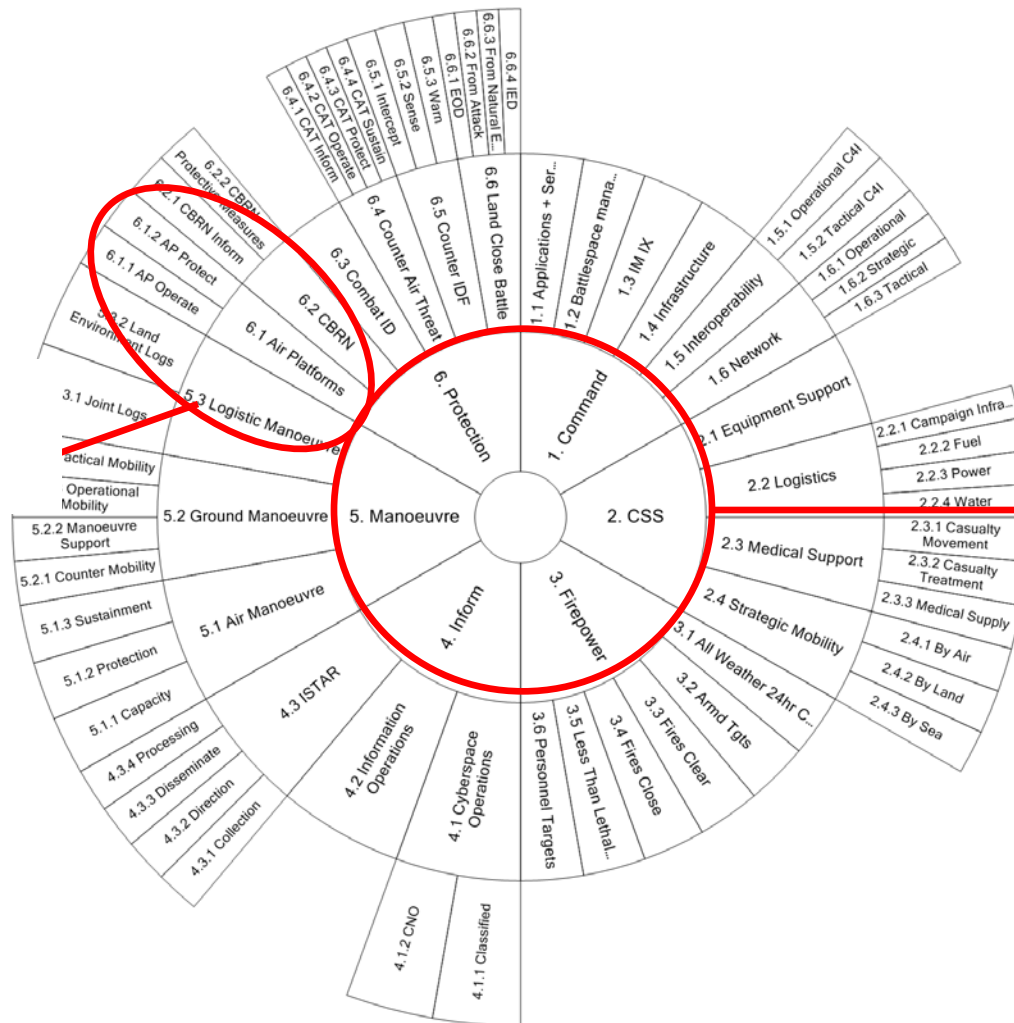 1. Command
1.1 Applications + Ser...
1.2 Battlespace mana...
1.3 IM IX
1.4 Infrastructure
1.5 Interoperability
1.5.1 Operational C4I
1.5.2 Tactical C4I
1.6 Network
1.6.1 Operational
1.6.2 Strategic
1.6.3 Tactical
2. CSS
2.1 Equipment Support
2.2 Logistics
2.2.1 Campaign Infra...
2.2.2 Fuel
2.2.3 Power
2.2.4 Water
2.3 Medical Support
2.3.1 Casualty
Movement
2.3.2 Casualty
Treatment
2.3.3 Medical Supply
2.4 Strategic Mobility
2.4.1 By Air
2.4.2 By Land
2.4.3 By Sea
3. Firepower
3.1 All Weather 24hr C...
3.2 Armd Tgts
3.3 Fires Clear
3.4 Fires Close
3.5 Less Than Lethal...
3.6 Personnel Targets
4. Inform
4.1 Cyberspace
Operations
4.1.1 Classified
4.1.2 CNO
4.2 Information
Operations
4.3 ISTAR
4.3.1 Collection
4.3.2 Direction
4.3.3 Disseminate
4.3.4 Processing
5. Manoeuvre
5.1 Air Manoeuvre
5.1.1 Capacity
5.1.2 Protection
5.1.3 Sustainment
5.2 Ground Manoeuvre
5.2.1 Counter Mobility
5.2.2 Manoeuvre
Support
Operational
Mobility
actical Mobility
5.3 Logistic Manoeuvre
3.1 Joint Logs
5.3.2 Land
Environment Logs
6. Protection
6.1 Air Platforms
6.1.1 AP Operate
6.1.2 AP Protect
6.2 CBRN
6.2.1 CBRN Inform
6.2.2 CBRN
Protective Measures
6.3 Combat ID
6.4 Counter Air Threat
6.4.1 CAT Inform
6.4.2 CAT Operate
6.4.3 CAT Protect
6.4.4 CAT Sustain
6.5 Counter IDF
6.5.1 Intercept
6.5.2 Sense
6.5.3 Warn
6.6 Land Close Battle
6.6.1 EOD
6.6.2 From Attack
6.6.3 From Natural E...
6.6.4 IED